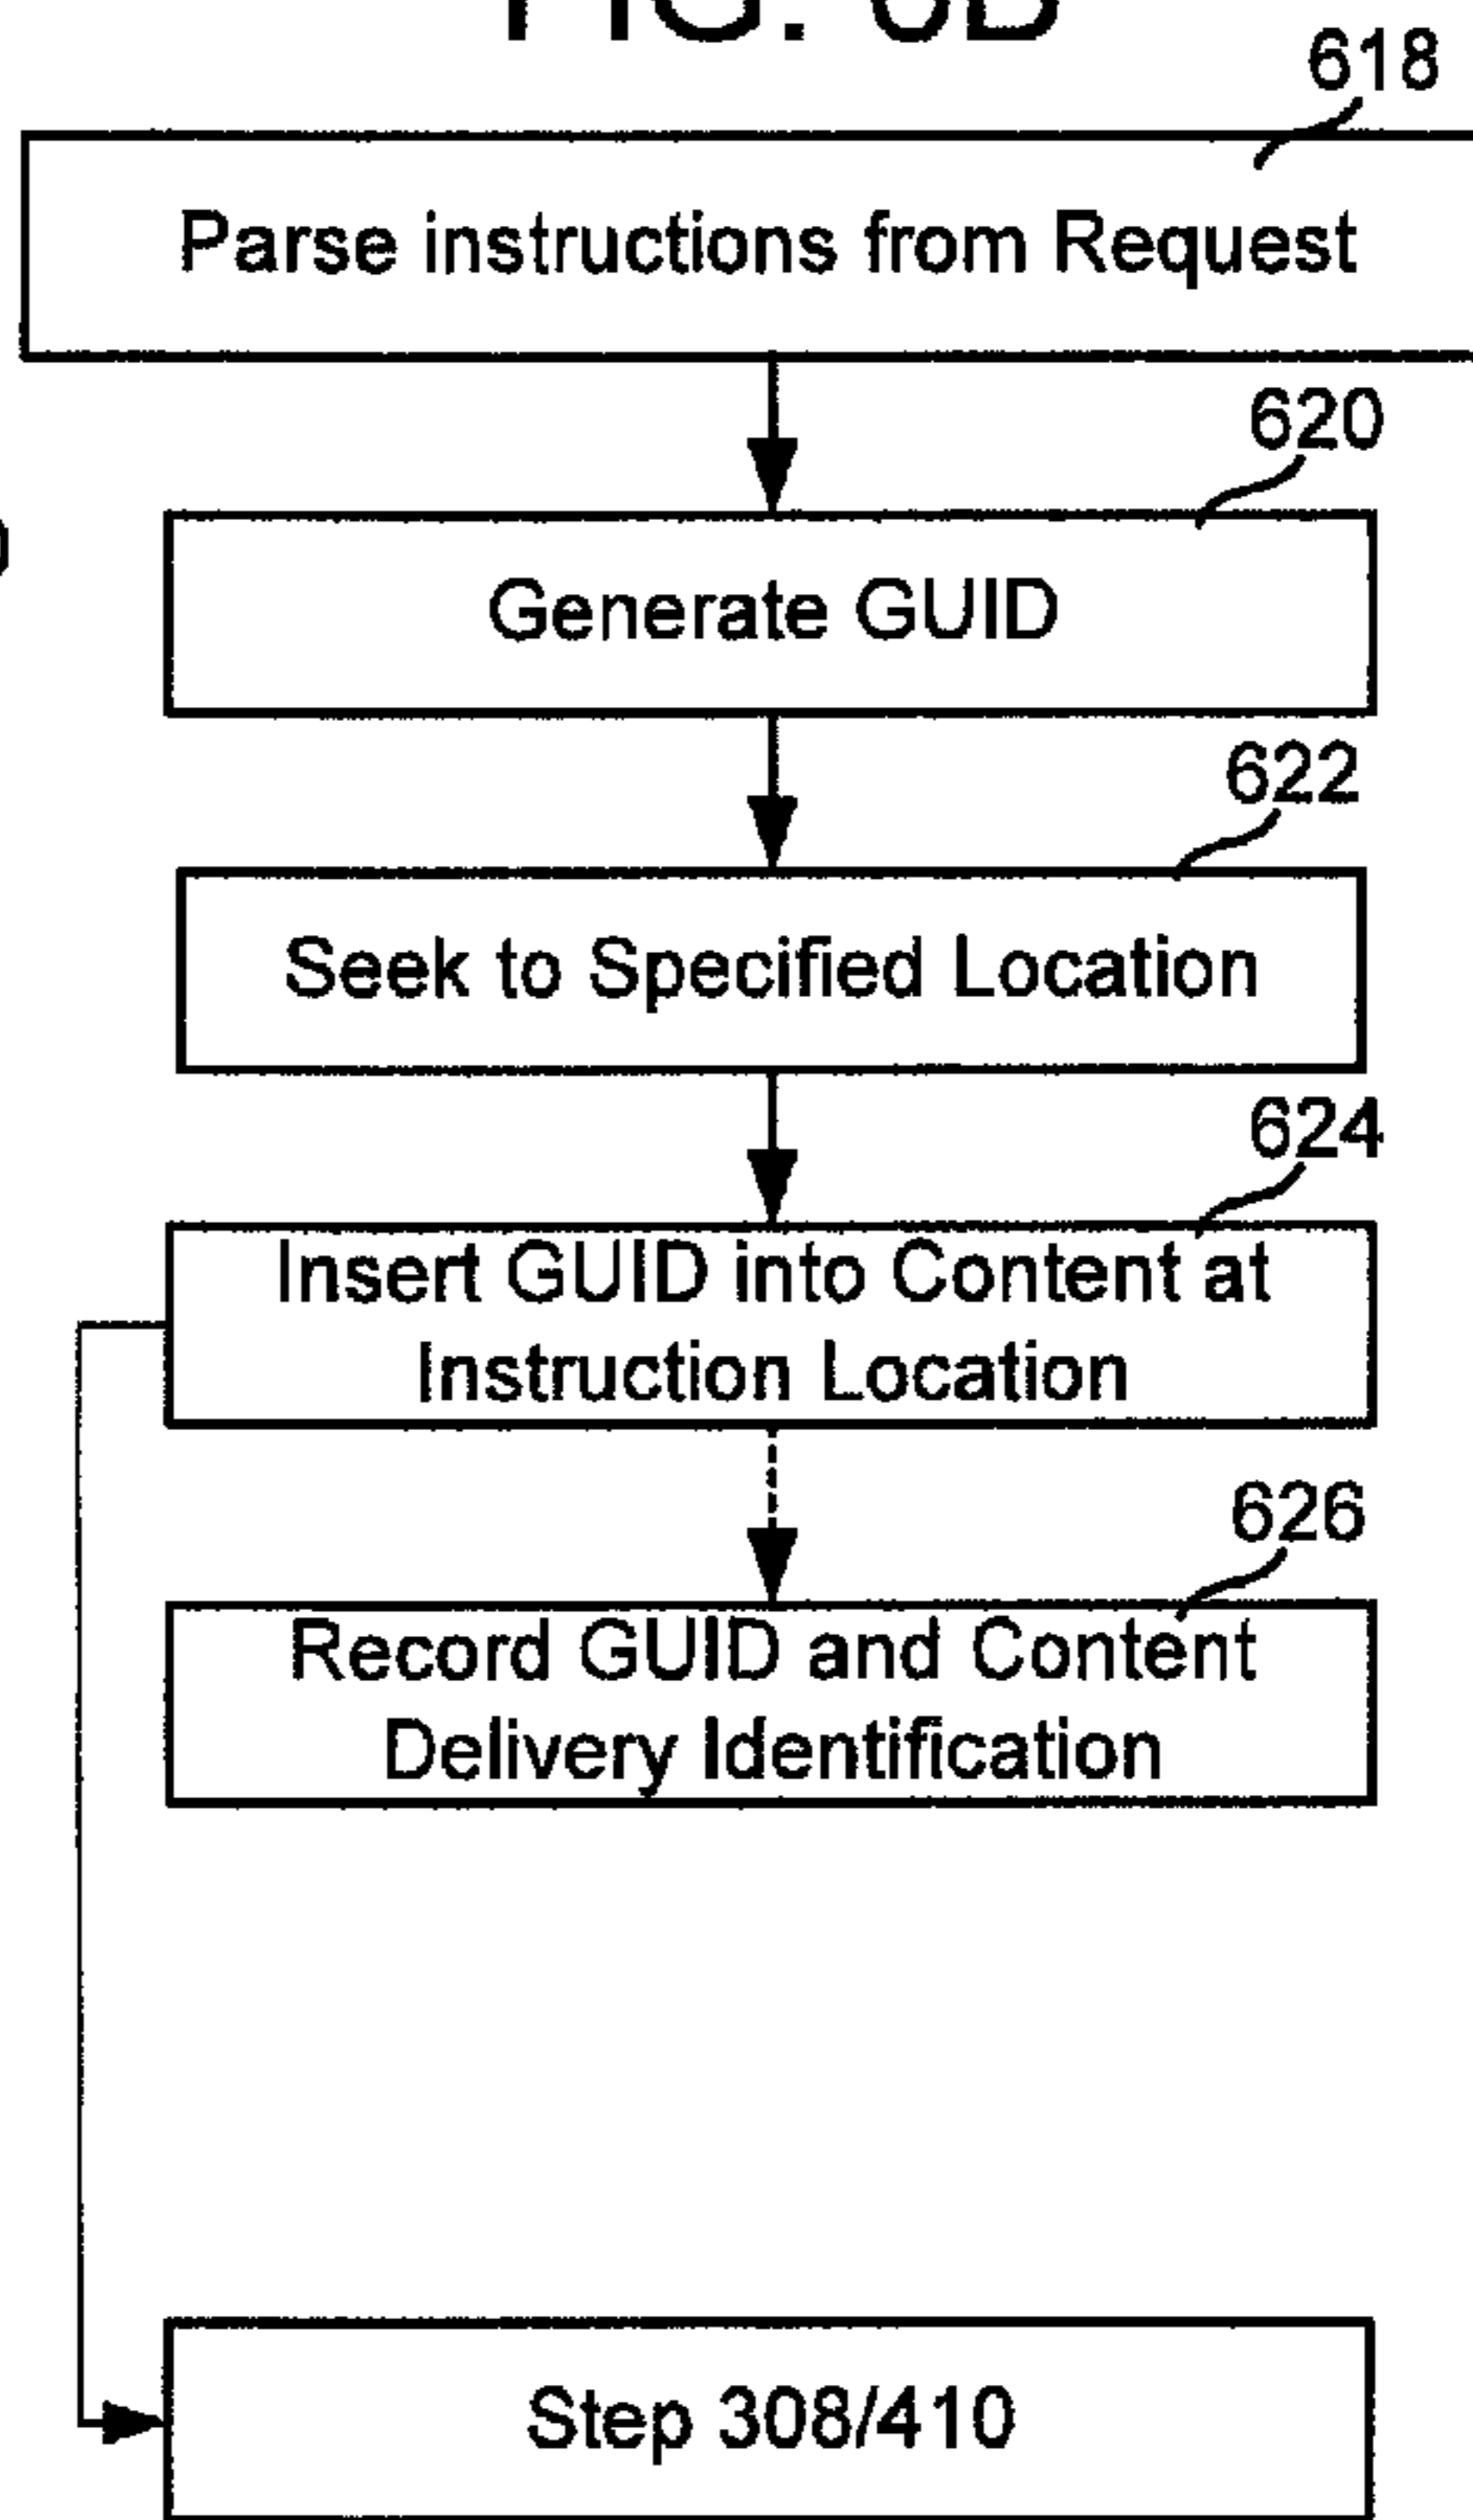 618
Parse instructions from Request
620
Generate GUID
622
Seek to Specified Location
624
Insert GUID into Content at
Instruction Location
626
Record GUID and Content
Delivery Identification
Step 308/410